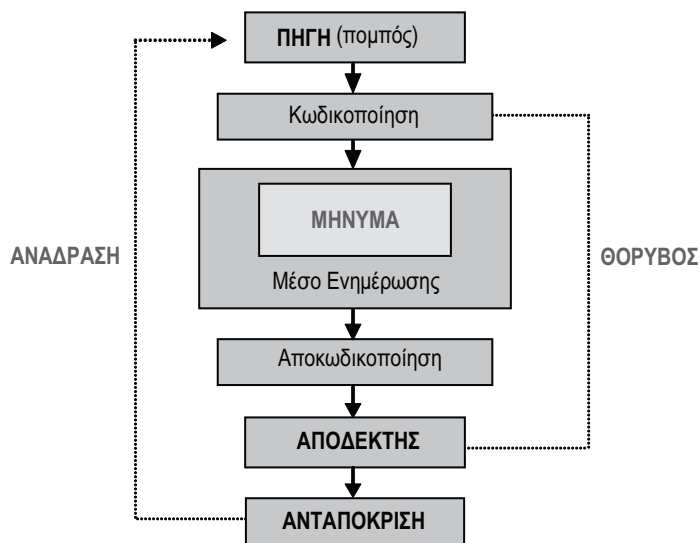 ΠΗΓΗ (πομπός)
Κωδικοποίηση
ΜΗΝΥΜΑ
ΑΝΑΔΡΑΣΗ
ΘΟΡΥΒΟΣ
Μέσο Ενημέρωσης
Αποκωδικοποίηση
ΑΠΟΔΕΚΤΗΣ
ΑΝΤΑΠΟΚΡΙΣΗ